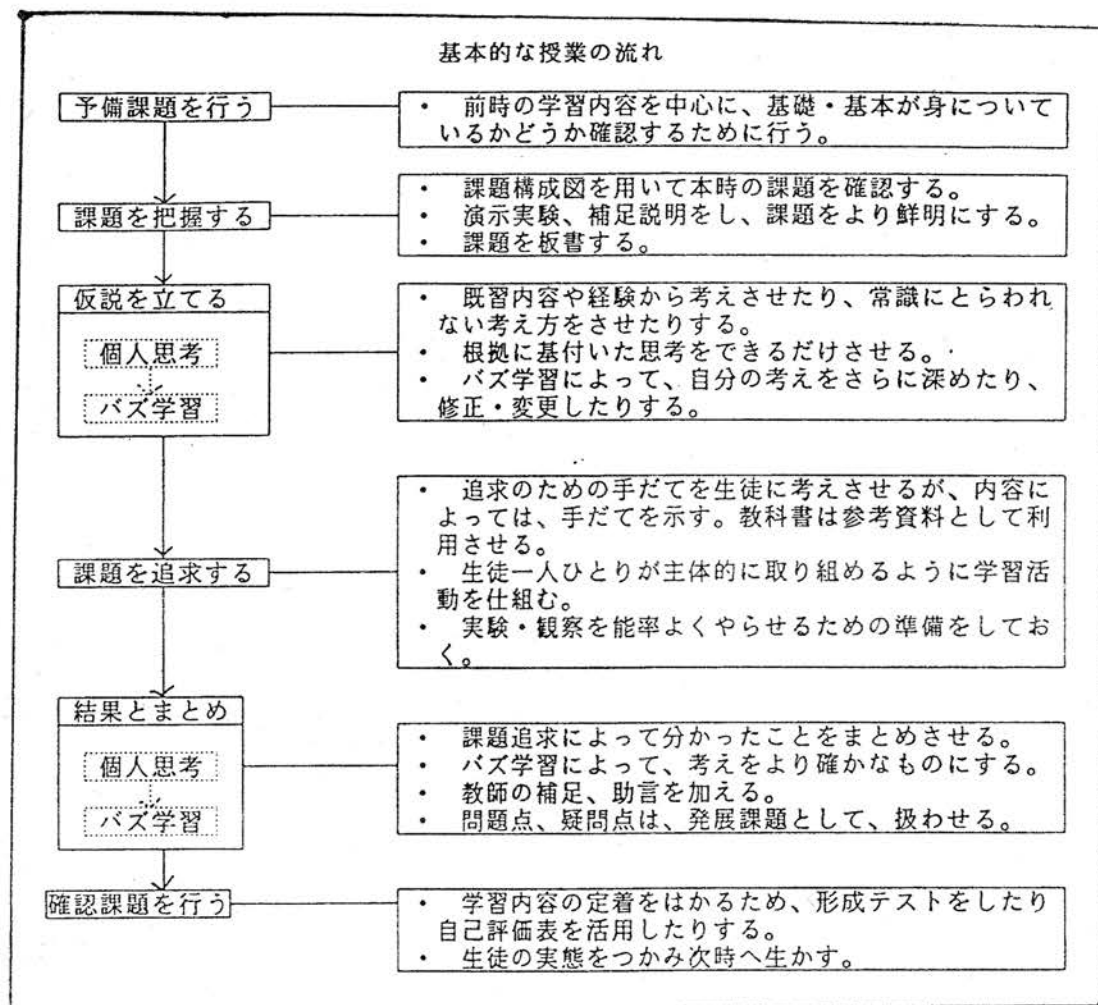 基本的な授業の流れ
予備課題を行う
・　前時の学習内容を中心に、基礎・基本が身について
いるかどうか確認するために行う。
課題を把握する
・　課題構成図を用いて本時の課題を確認する。
・　演示実験、補足説明をし、課題をより鮮明にする。
・　課題を板書する。
仮説を立てる
個人思考
バズ学習
・　既習内容や経験から考えさせたり、常識にとらわれ
ない考え方をさせたりする。
・　根拠に基付いた思考をできるだけさせる。
・　バズ学習によって、自分の考えをさらに深めたり、
修正・変更したりする。
課題を追求する
・　追求のための手だてを生徒に考えさせるが、内容に
よっては、手だてを示す。教科書は参考資料として利
用させる。
・　生徒一人ひとりが主体的に取り組めるように学習活
動を仕組む。
・　実験・観察を能率よくやらせるための準備をしてお
く。
結果とまとめ
個人思考
バズ学習
・　課題追求によって分かったことをまとめさせる。
・　バズ学習によって、考えをより確かなものにする。
・　教師の補足、助言を加える。
・　問題点、疑問点は、発展課題として、扱わせる。
確認課題を行う
・　学習内容の定着をはかるため、形成テストをしたり
自己評価表を活用したりする。
・　生徒の実態をつかみ次時へ生かす。